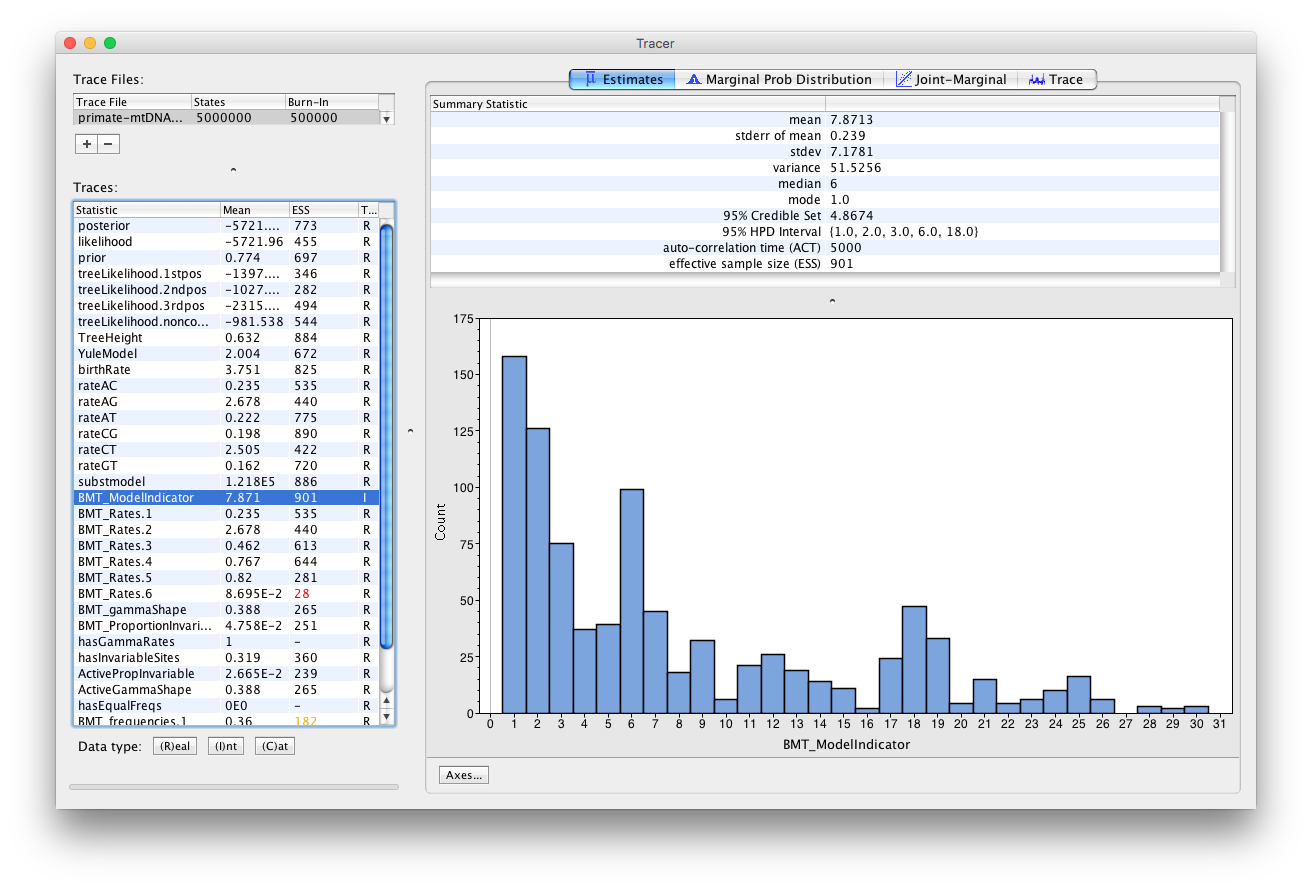 Tracer
Trace Files:
Trace File States Burn-In
primate-mtDNA... 5000000 500000
+ −
Traces:
Statistic Mean ESS T...
posterior -5721.... 773 R
likelihood -5721.96 455 R
prior 0.774 697 R
treeLikelihood.1stpos -1397.... 346 R
treeLikelihood.2ndpos -1027.... 282 R
treeLikelihood.3rdpos -2315.... 494 R
treeLikelihood.nonco... -981.538 544 R
TreeHeight 0.632 884 R
YuleModel 2.004 672 R
birthRate 3.751 825 R
rateAC 0.235 535 R
rateAG 2.678 440 R
rateAT 0.222 775 R
rateCG 0.198 890 R
rateCT 2.505 422 R
rateGT 0.162 720 R
substmodel 1.218E5 886 R
BMT_ModelIndicator 7.871 901 I
BMT_Rates.1 0.235 535 R
BMT_Rates.2 2.678 440 R
BMT_Rates.3 0.462 613 R
BMT_Rates.4 0.767 644 R
BMT_Rates.5 0.82 281 R
BMT_Rates.6 8.695E-2 28 R
BMT_gammaShape 0.388 265 R
BMT_ProportionInvari... 4.758E-2 251 R
hasGammaRates 1 - R
hasInvariableSites 0.319 360 R
ActivePropInvariable 2.665E-2 239 R
ActiveGammaShape 0.388 265 R
hasEqualFreqs 0E0 - R
BMT_frequencies.1 0.36 182 R
Data type: (R)eal (I)nt (C)at
Estimates Marginal Prob Distribution Joint-Marginal Trace
Summary Statistic
mean 7.8713
stderr of mean 0.239
stdev 7.1781
variance 51.5256
median 6
mode 1.0
95% Credible Set 4.8674
95% HPD Interval {1.0, 2.0, 3.0, 6.0, 18.0}
auto-correlation time (ACT) 5000
effective sample size (ESS) 901
175
150
125
100
75
50
25
0
Count
0 1 2 3 4 5 6 7 8 9 10 11 12 13 14 15 16 17 18 19 20 21 22 23 24 25 26 27 28 29 30 31
BMT_ModelIndicator
Axes...